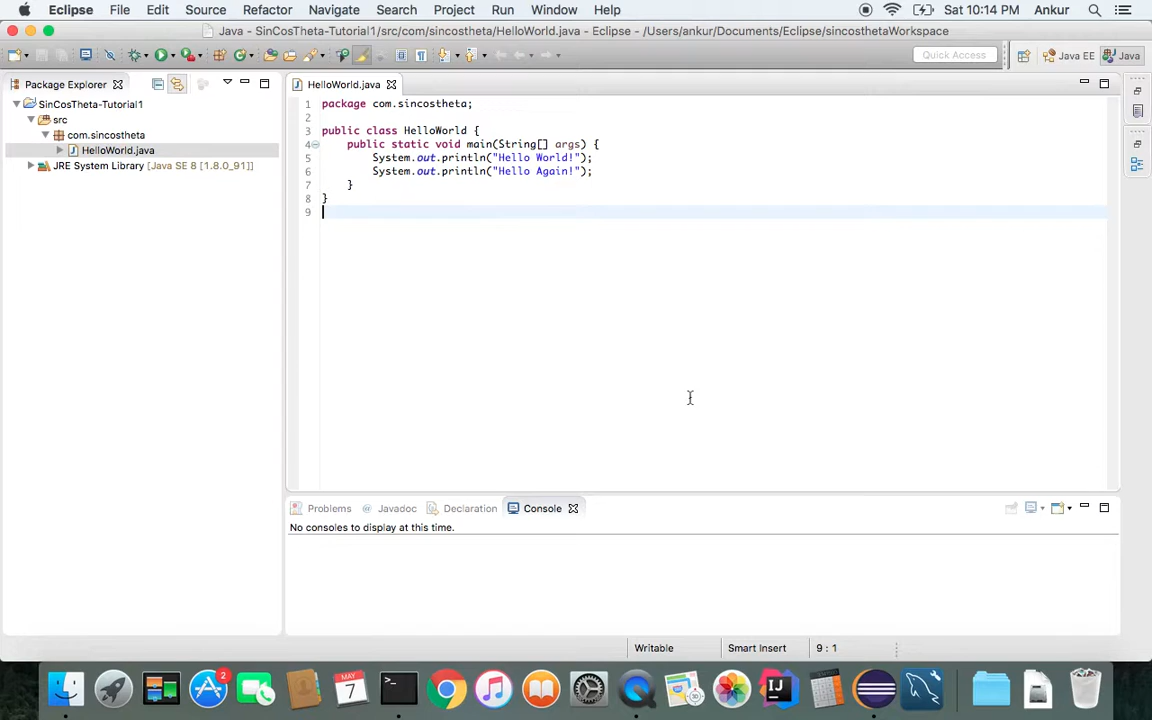 Eclipse File Edit Source Refactor Navigate Search Project Run Window Help Sat 10:14 PM Ankur
Java - SinCosTheta-Tutorial1/src/com/sincostheta/HelloWorld.java - Eclipse - /Users/ankur/Documents/Eclipse/sincosthetaWorkspace
Quick Access Java EE Java
Package Explorer
SinCosTheta-Tutorial1
src
com.sincostheta
HelloWorld.java
JRE System Library [Java SE 8 [1.8.0_91]]
HelloWorld.java
1 package com.sincostheta;
2
3 public class HelloWorld {
4 public static void main(String[] args) {
5 System.out.println("Hello World!");
6 System.out.println("Hello Again!");
7 }
8 }
9
Problems Javadoc Declaration Console
No consoles to display at this time.
Writable Smart Insert 9 : 1
2
MAY
7
>_
IJ